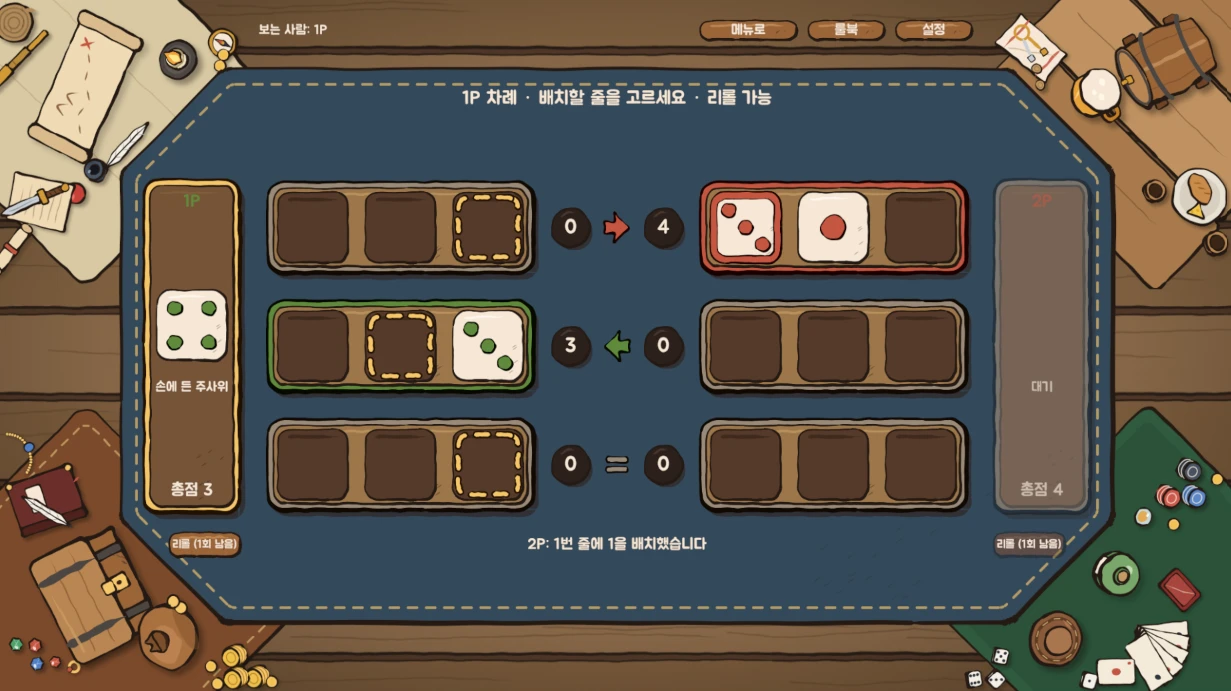 보는 사람: 1P
메뉴로
룰북
설정
1P 차례 · 배치할 줄을 고르세요 · 리롤 가능
1P
손에 든 주사위
총점 3
0
4
3
0
0
0
2P
대기
총점 4
리롤 (1회 남음)
2P: 1번 줄에 1을 배치했습니다
리롤 (1회 남음)